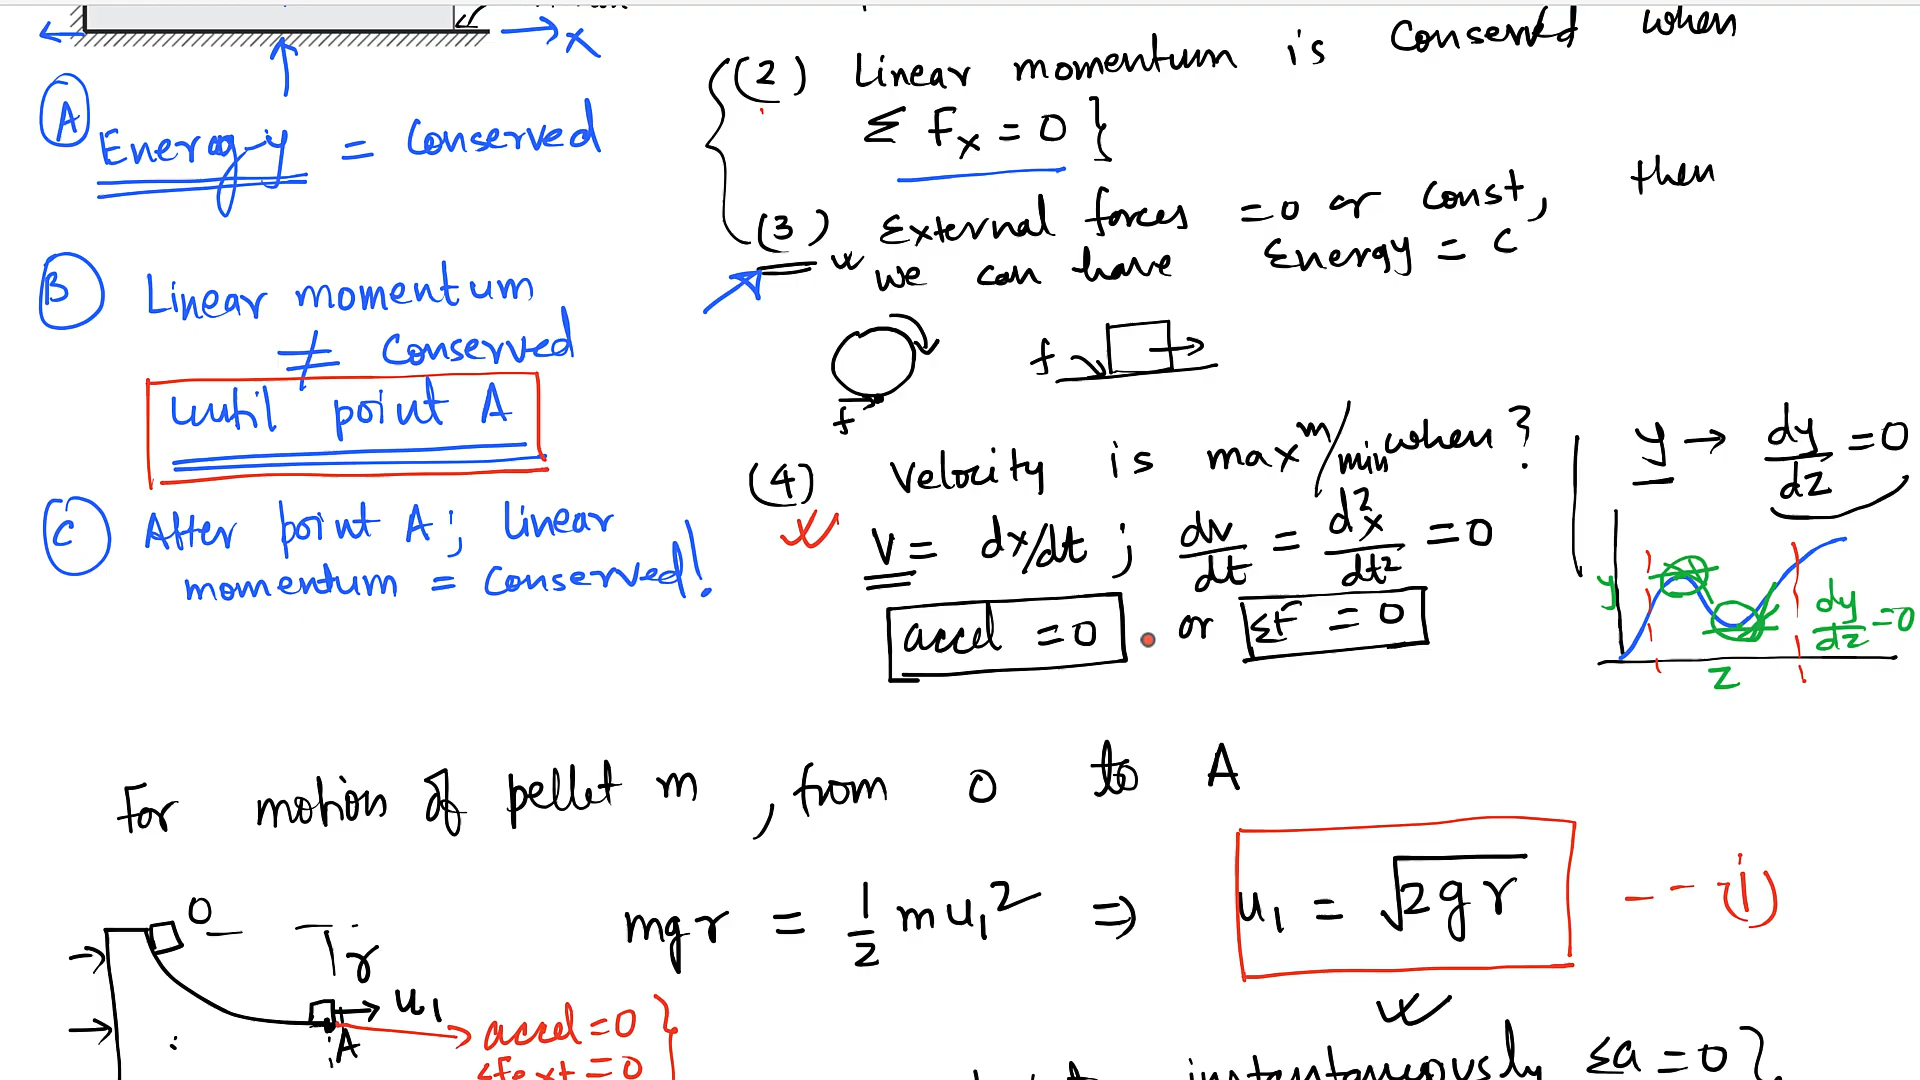 x
(A) Energy = Conserved
(B) Linear momentum
≠ conserved
until point A
(C) After point A; linear
momentum = conserved!
(2) Linear momentum is conserved when
Σ Fx = 0 }
(3) External forces = 0 or const, then
we can have Energy = c
f
f
(4) Velocity is max^m/min when?
V = dx/dt ; dv/dt = d²x/dt² = 0
accel = 0 or ΣF = 0
y → dy/dz = 0
y
dy/dz = 0
z
For motion of pellet m, from O to A
mgr = 1/2 mu₁² ⇒ u₁ = √2gr -- (i)
O
r
u₁
A
accel = 0 }
ΣFext = 0
instantaneously Σa = 0 }